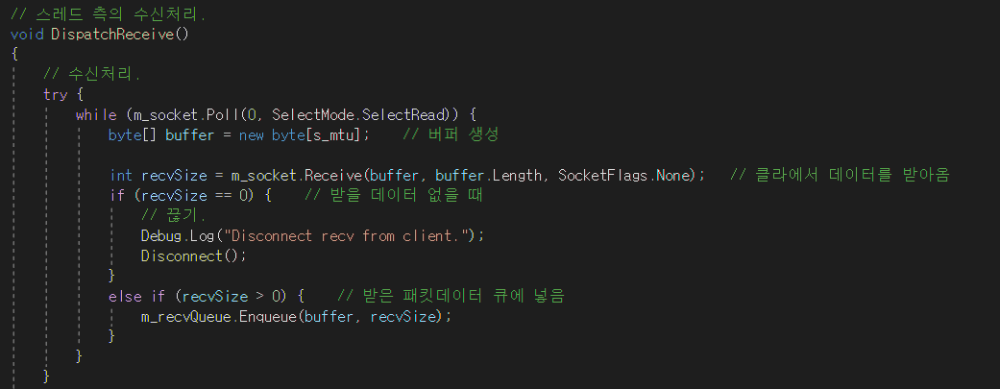 // 스레드 측의 수신처리.
void DispatchReceive()
{
// 수신처리.
try {
while (m_socket.Poll(0, SelectMode.SelectRead)) {
byte[] buffer = new byte[s_mtu]; // 버퍼 생성
int recvSize = m_socket.Receive(buffer, buffer.Length, SocketFlags.None); // 클라에서 데이터를 받아옴
if (recvSize == 0) { // 받을 데이터 없을 때
// 끊기.
Debug.Log("Disconnect recv from client.");
Disconnect();
}
else if (recvSize > 0) { // 받은 패킷데이터 큐에 넣음
m_recvQueue.Enqueue(buffer, recvSize);
}
}
}